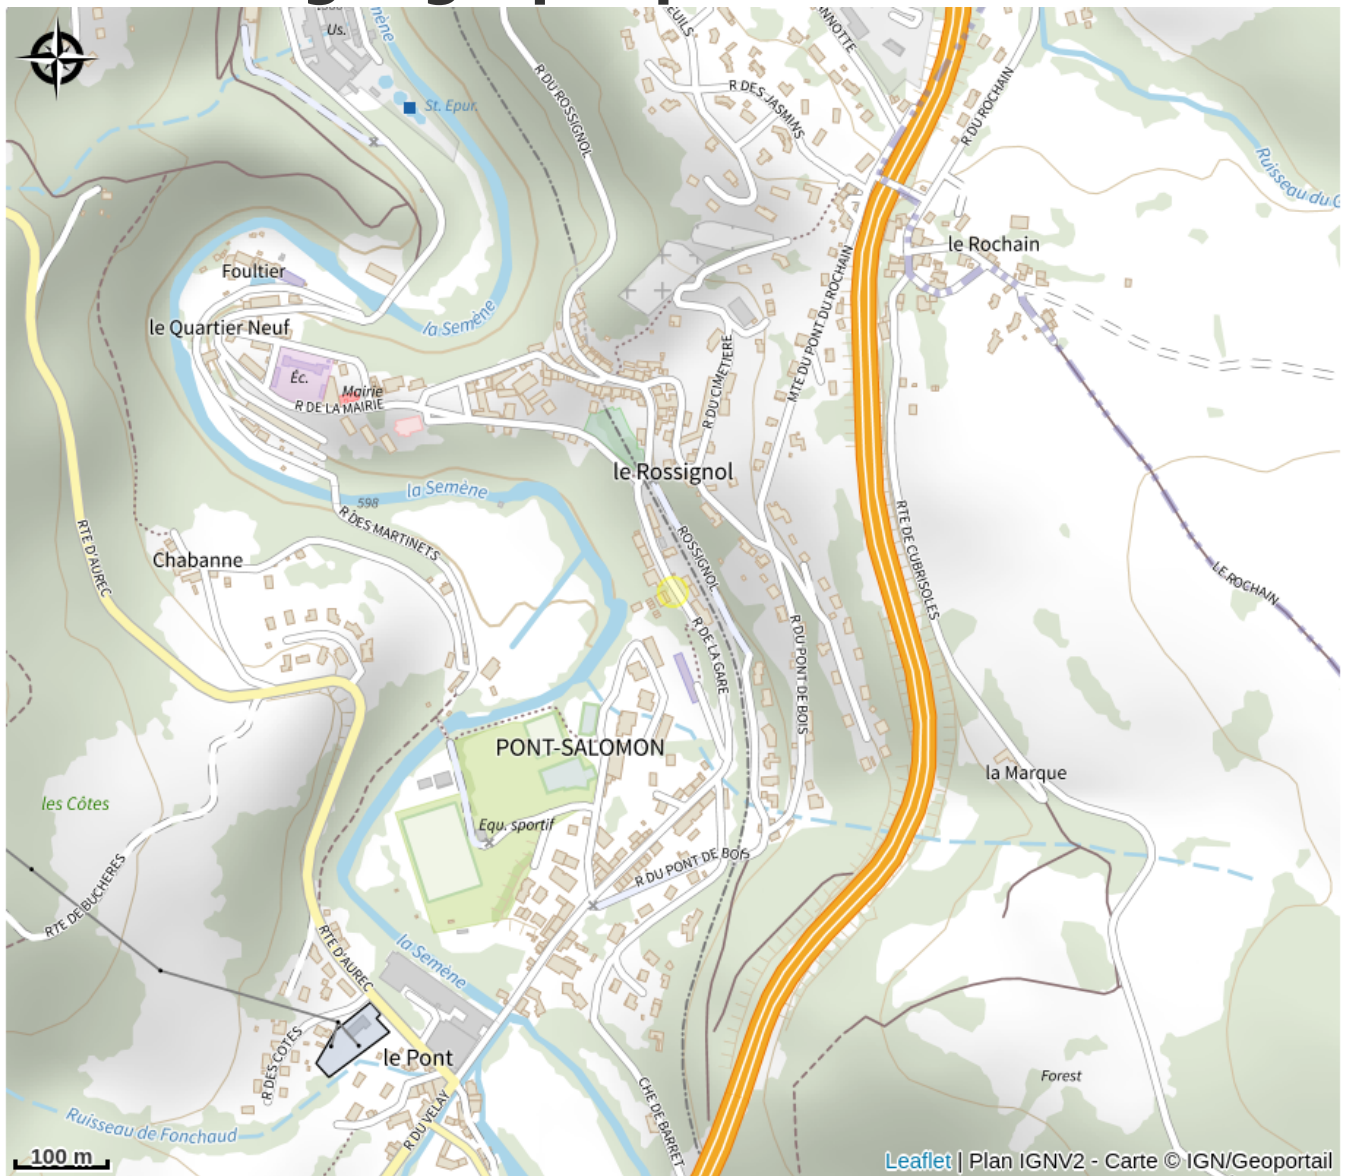 Us.
St. Epur.
R DU ROSSIGNOL
R DES JASMINS
R DU ROCHAIN
le Rochain
Foultier
le Quartier Neuf
la Semène
Éc.
Mairie
R DE LA MAIRIE
R DU CIMETIERE
MTE DU PONT DU ROCHAIN
le Rossignol
la Semène
598
R DES MARTINETS
RTE D'AUREC
Chabanne
ROSSIGNOL
RTE DE CUBRISOLES
LE ROCHAIN
R DE LA GARE
R DU PONT DE BOIS
PONT-SALOMON
la Marque
les Côtes
Equ. sportif
R DU PONT DE BOIS
RTE DE BUCHERES
RTE D'AUREC
la Semène
R DES COTES
le Pont
Forest
CHE DE BARRET
Ruisseau de Fonchaud
R DU VELAY
100 m
Leaflet | Plan IGNV2 - Carte © IGN/Geoportail